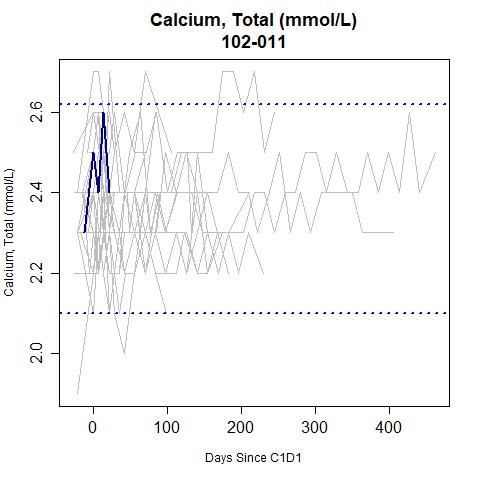 Calcium, Total (mmol/L)
102-011
Calcium, Total (mmol/L)
2.6
2.4
2.2
2.0
0 100 200 300 400
Days Since C1D1